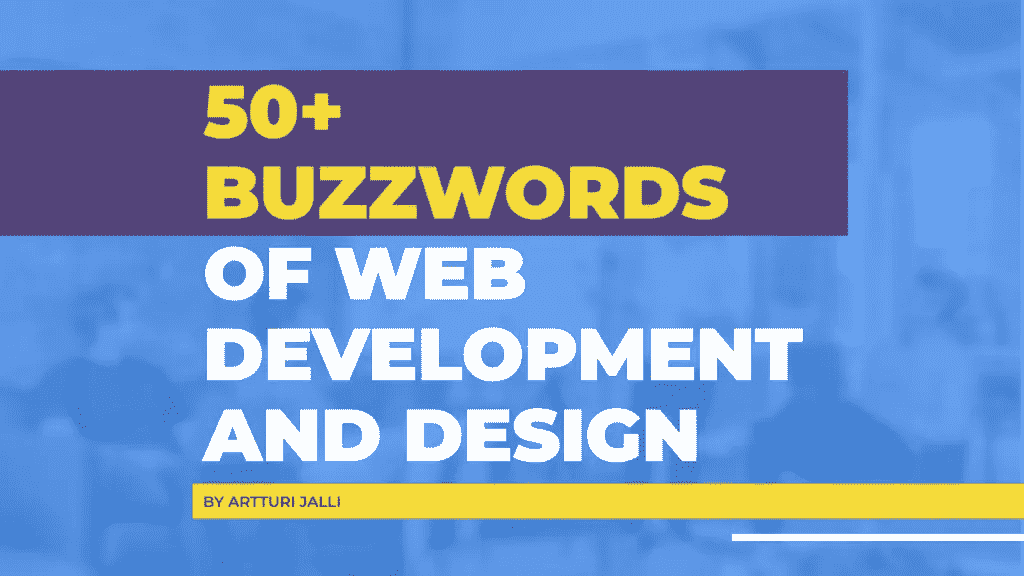 50+
BUZZWORDS
OF WEB
DEVELOPMENT
AND DESIGN
BY ARTTURI JALLI